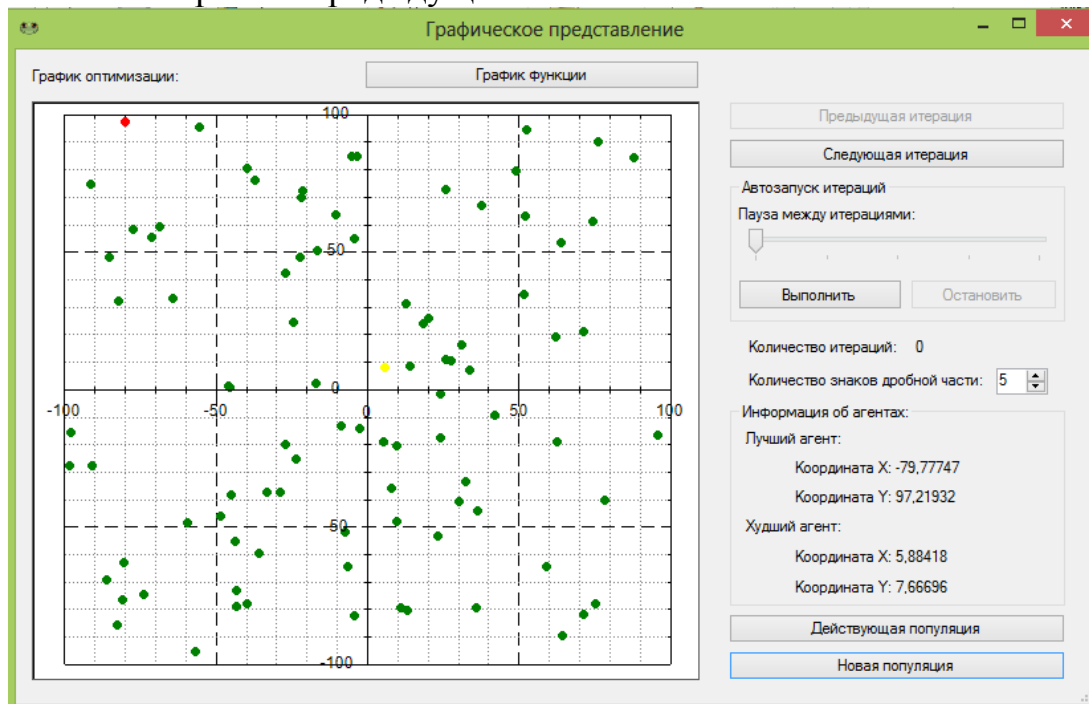 Графическое представление
График оптимизации:
График функции
100
50
0
-100
-50
0
50
100
-50
-100
Предыдущая итерация
Следующая итерация
Автозапуск итераций
Пауза между итерациями:
Выполнить
Остановить
Количество итераций: 0
Количество знаков дробной части: 5
Информация об агентах:
Лучший агент:
Координата X: -79,77747
Координата Y: 97,21932
Худший агент:
Координата X: 5,88418
Координата Y: 7,66696
Действующая популяция
Новая популяция